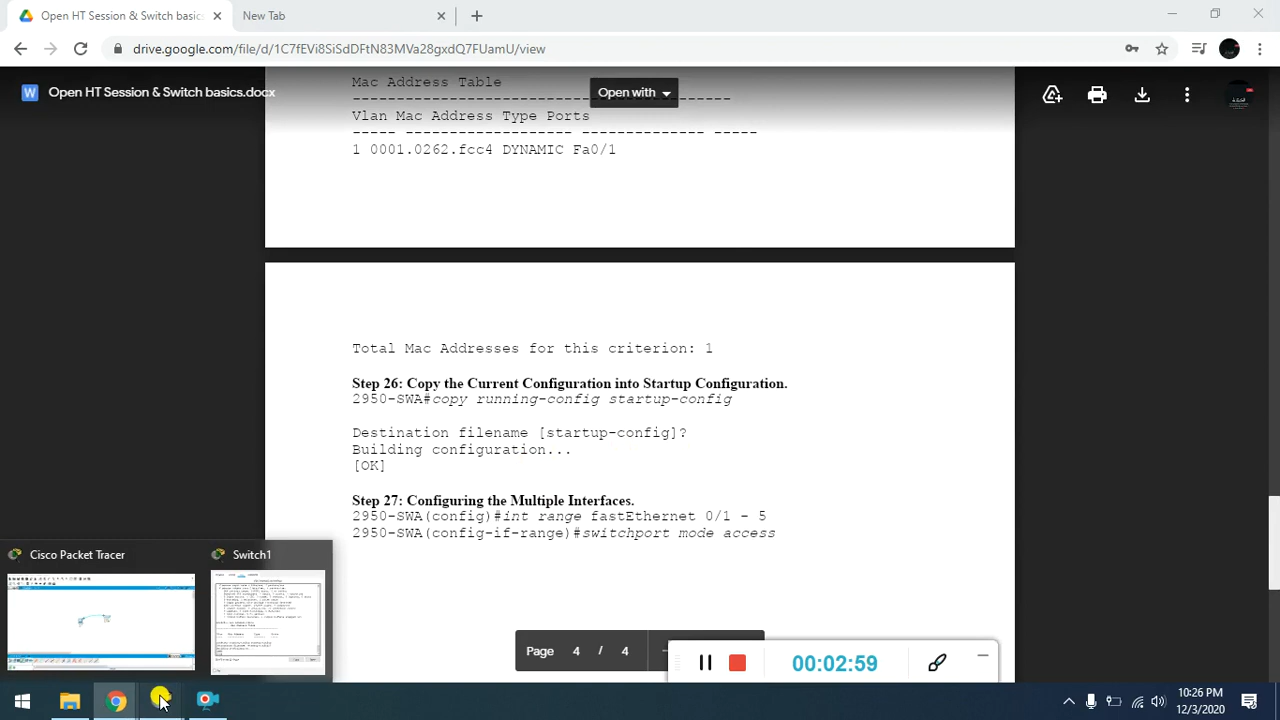 Open HT Session & Switch basics
New Tab
drive.google.com/file/d/1C7fEVi8SiSdDFtN83MVa28gxdQ7FUamU/view
Mac Address Table
Open HT Session & Switch basics.docx
Open with
Vlan Mac Address Type Ports
1 0001.0262.fcc4 DYNAMIC Fa0/1
Total Mac Addresses for this criterion: 1
Step 26: Copy the Current Configuration into Startup Configuration.
2950-SWA#copy running-config startup-config
Destination filename [startup-config]?
Building configuration...
[OK]
Step 27: Configuring the Multiple Interfaces.
2950-SWA(config)#int range fastEthernet 0/1 - 5
2950-SWA(config-if-range)#switchport mode access
Cisco Packet Tracer
Switch1
Page 4 / 4
00:02:59
10:26 PM
12/3/2020